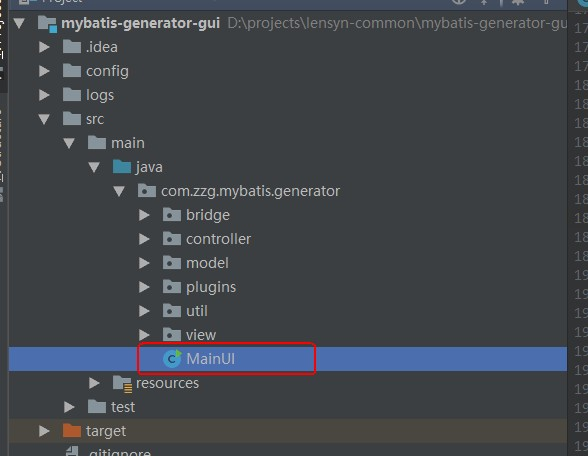 mybatis-generator-gui D:\projects\lensyn-common\mybatis-generator-gu
.idea
config
logs
src
main
java
com.zzg.mybatis.generator
bridge
controller
model
plugins
util
view
MainUI
resources
test
target
.gitignore